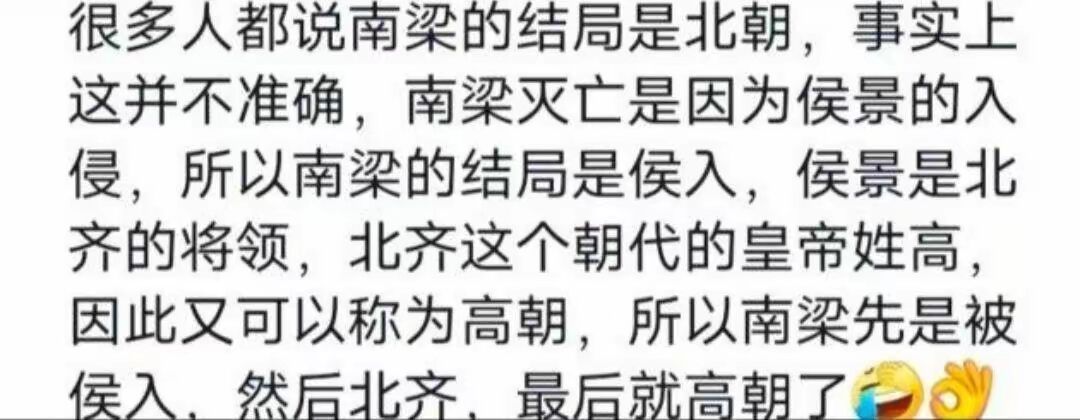 很多人都说南梁的结局是北朝，事实上
这并不准确，南梁灭亡是因为侯景的入
侵，所以南梁的结局是侯入，侯景是北
齐的将领，北齐这个朝代的皇帝姓高，
因此又可以称为高朝，所以南梁先是被
侯入，然后北齐，最后就高朝了🤣👌